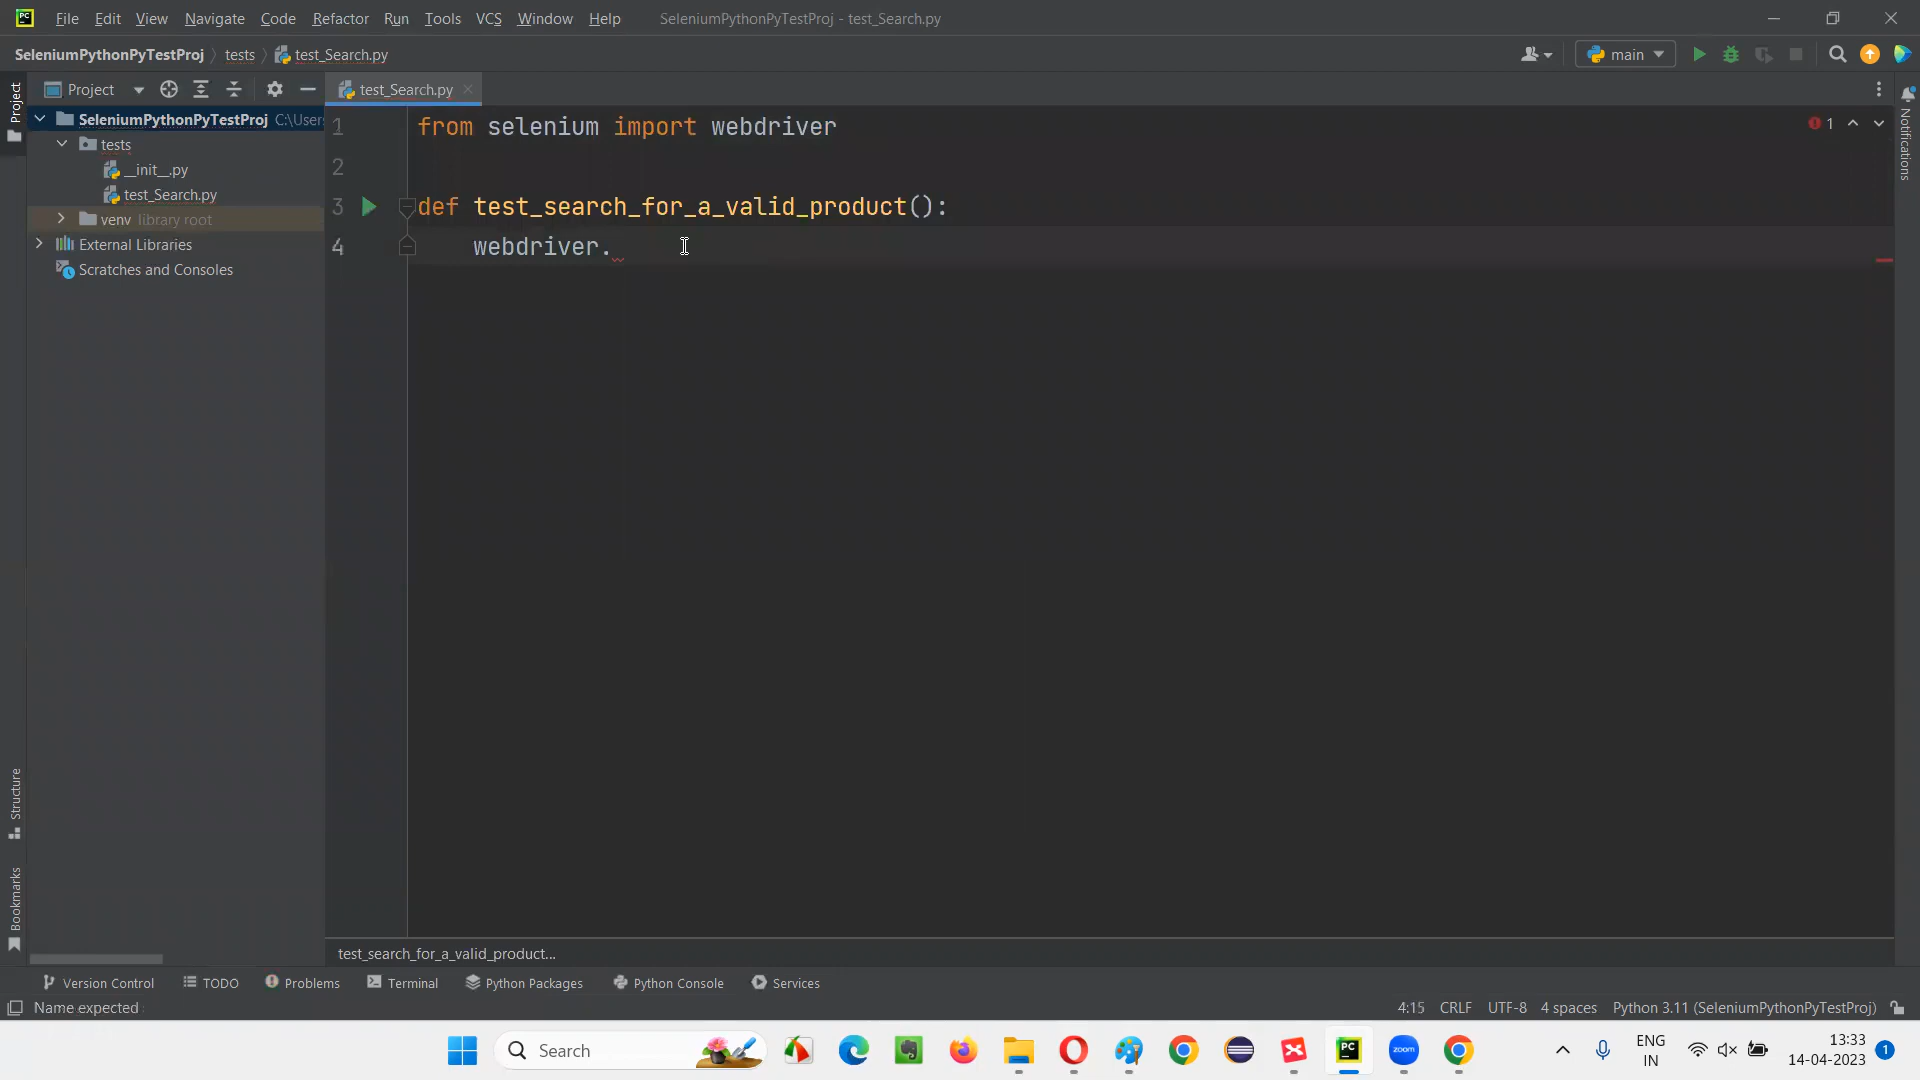 File Edit View Navigate Code Refactor Run Tools VCS Window Help SeleniumPythonPyTestProj - test_Search.py
SeleniumPythonPyTestProj tests test_Search.py main
Project
test_Search.py
SeleniumPythonPyTestProj C:\User
tests
__init__.py
test_Search.py
venv library root
External Libraries
Scratches and Consoles
1 from selenium import webdriver
2
3 def test_search_for_a_valid_product():
4 webdriver.
1
Project
Structure
Bookmarks
Notifications
test_search_for_a_valid_product...
Version Control TODO Problems Terminal Python Packages Python Console Services
Name expected 4:15 CRLF UTF-8 4 spaces Python 3.11 (SeleniumPythonPyTestProj)
Search
zoom
ENG
IN
13:33
14-04-2023
1